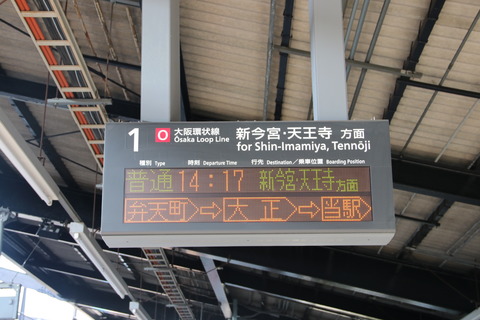 1 O 大阪環状線 新今宮・天王寺 方面
Osaka Loop Line for Shin-Imamiya, Tennōji
種別 Type 時刻 Departure Time 行先 Destination／乗車位置 Boarding Position
普通 14:17 新今宮・天王寺方面
弁天町⇨大正⇨当駅